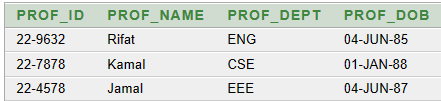 PROF_ID PROF_NAME PROF_DEPT PROF_DOB
22-9632 Rifat ENG 04-JUN-85
22-7878 Kamal CSE 01-JAN-88
22-4578 Jamal EEE 04-JUN-87